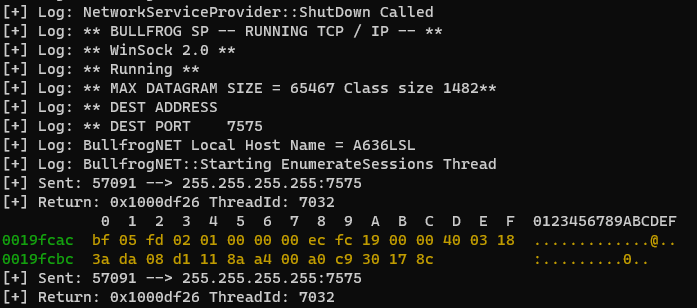 [+] Log: NetworkServiceProvider::ShutDown Called
[+] Log: ** BULLFROG SP -- RUNNING TCP / IP -- **
[+] Log: ** WinSock 2.0 **
[+] Log: ** Running **
[+] Log: ** MAX DATAGRAM SIZE = 65467 Class size 1482**
[+] Log: ** DEST ADDRESS
[+] Log: ** DEST PORT    7575
[+] Log: BullfrogNET Local Host Name = A636LSL
[+] Log: BullfrogNET::Starting EnumerateSessions Thread
[+] Sent: 57091 --> 255.255.255.255:7575
[+] Return: 0x1000df26 ThreadId: 7032
           0  1  2  3  4  5  6  7  8  9  A  B  C  D  E  F  0123456789ABCDEF
0019fcac  bf 05 fd 02 01 00 00 00 ec fc 19 00 00 40 03 18  .............@..
0019fcbc  3a da 08 d1 11 8a a4 00 a0 c9 30 17 8c           :.........0..
[+] Sent: 57091 --> 255.255.255.255:7575
[+] Return: 0x1000df26 ThreadId: 7032